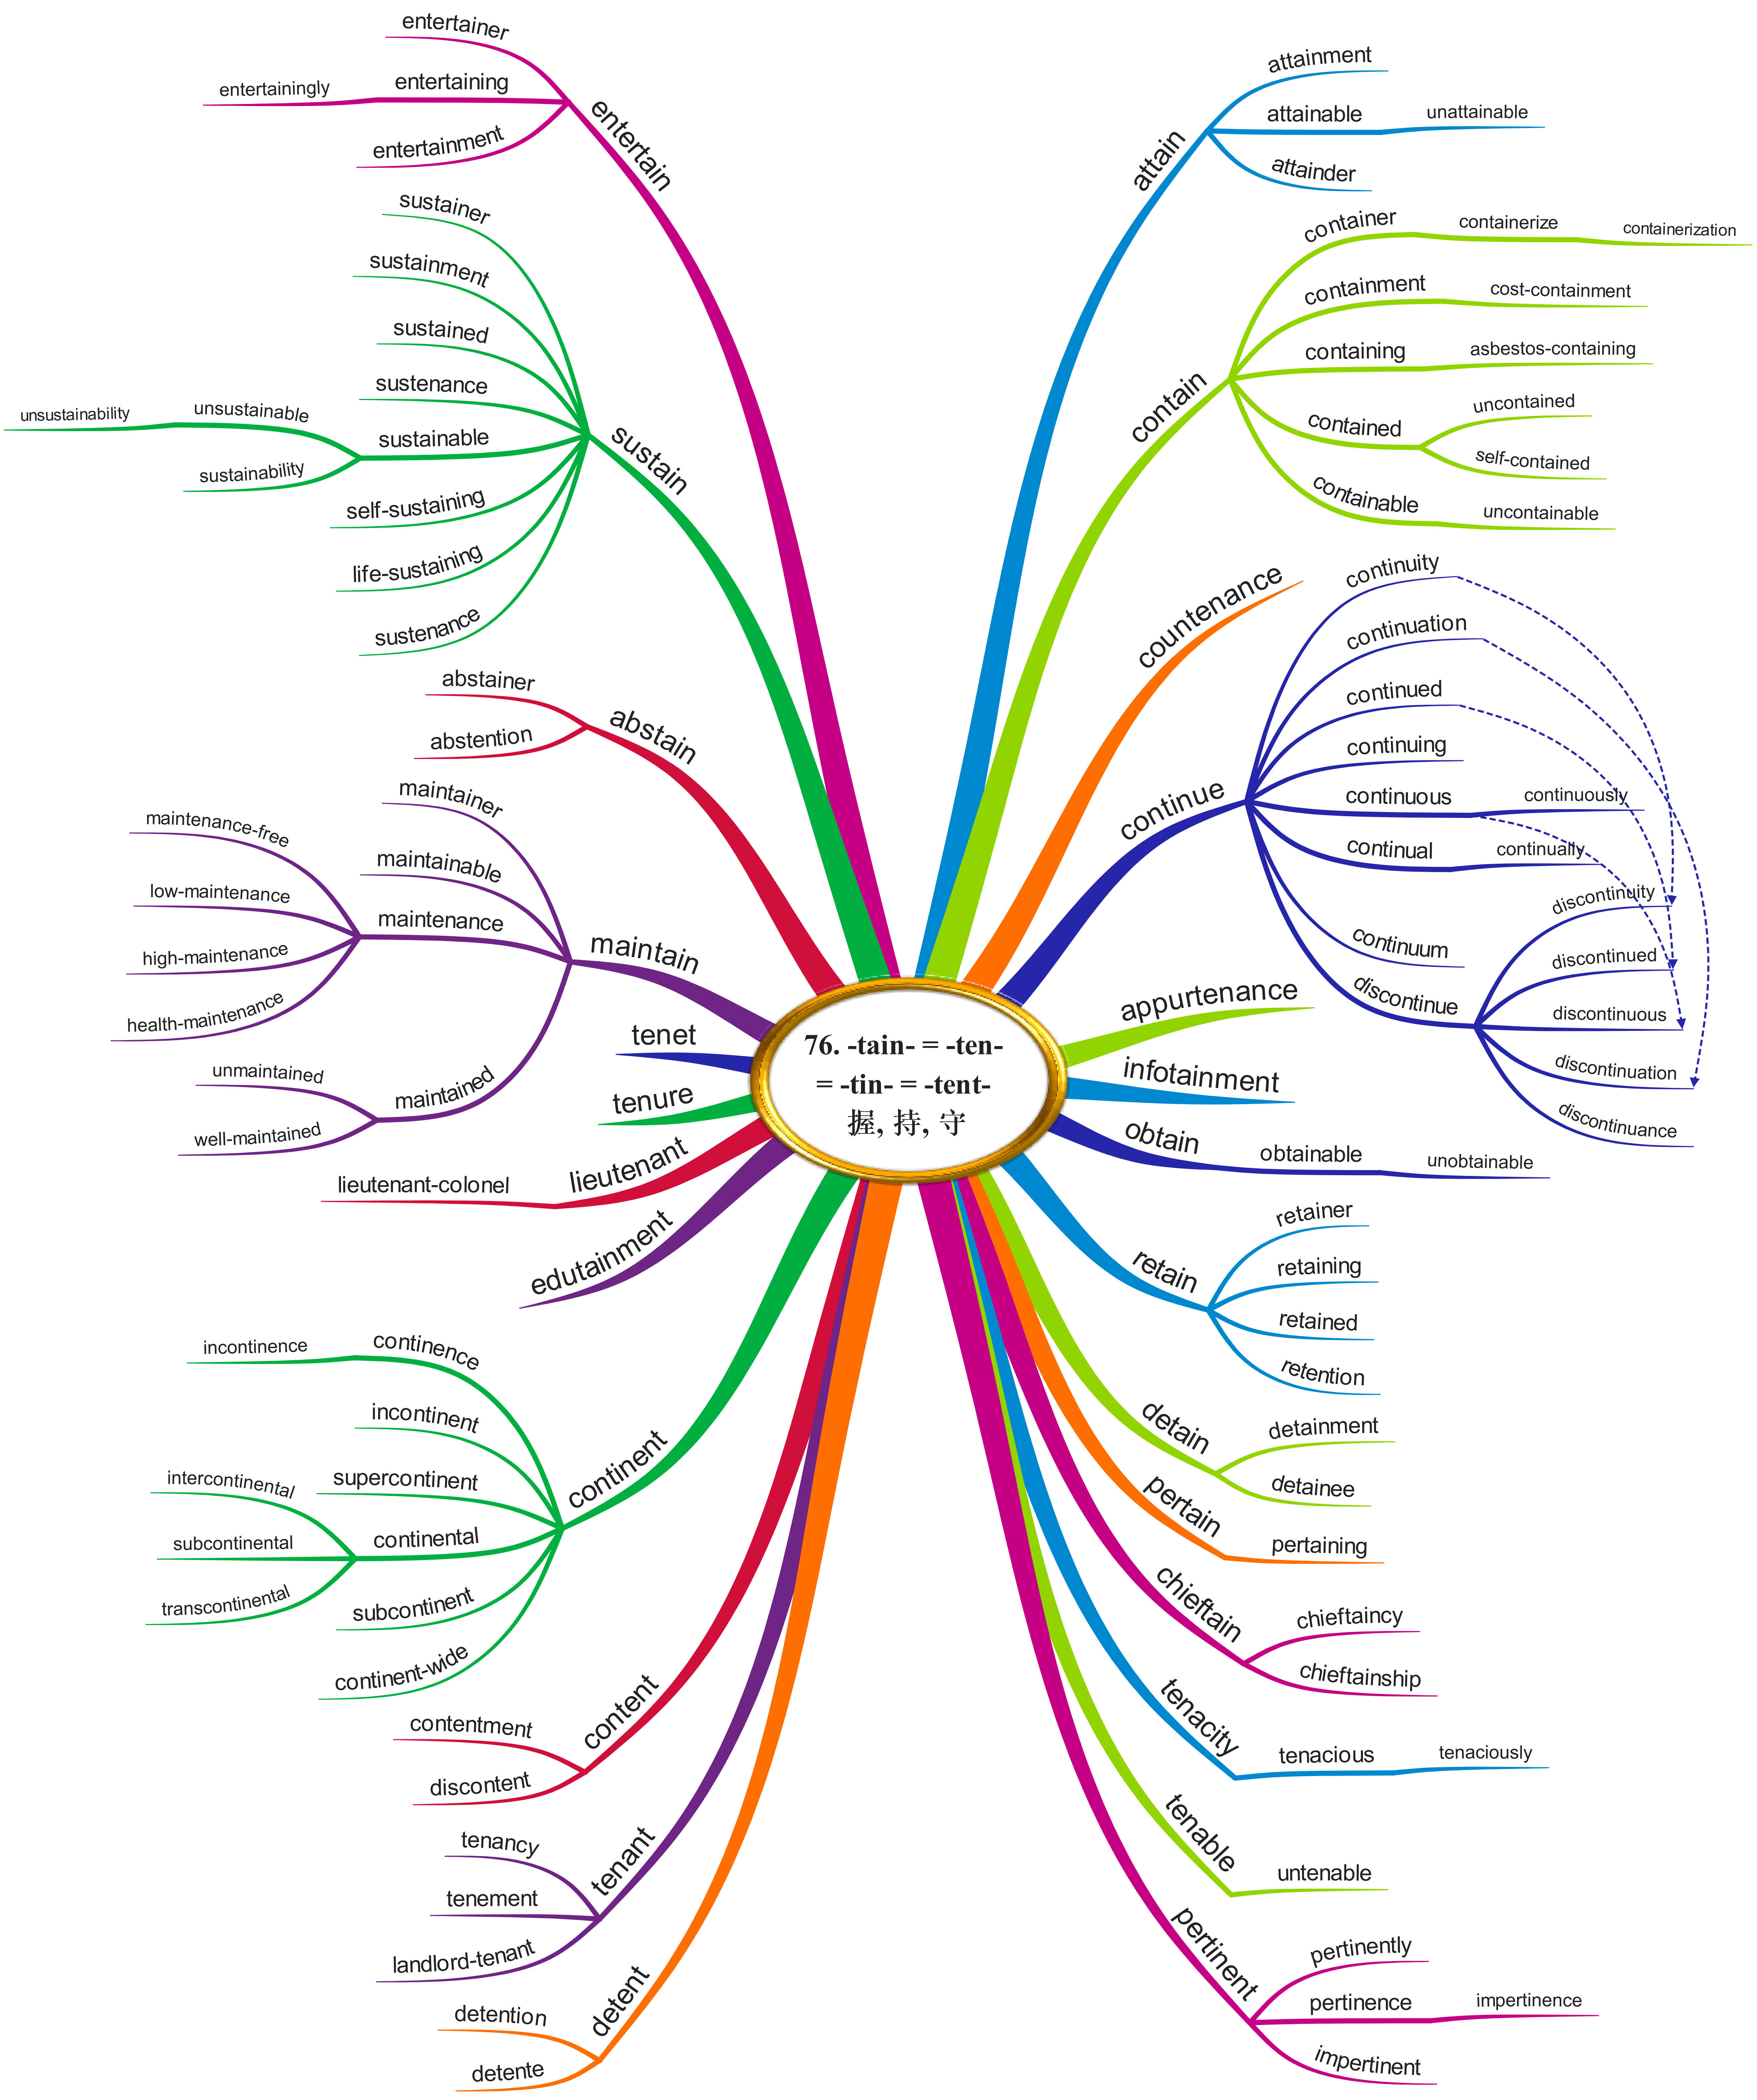 76. -tain- = -ten-
= -tin- = -tent-
握, 持, 守
attain
attainment
attainable
unattainable
attainder
contain
container
containerize
containerization
containment
cost-containment
containing
asbestos-containing
contained
uncontained
self-contained
containable
uncontainable
countenance
continue
continuity
continuation
continued
continuing
continuous
continuously
continual
continually
continuum
discontinue
discontinuity
discontinued
discontinuous
discontinuation
discontinuance
appurtenance
infotainment
obtain
obtainable
unobtainable
retain
retainer
retaining
retained
retention
detain
detainment
detainee
pertain
pertaining
chieftain
chieftaincy
chieftainship
tenacity
tenacious
tenaciously
tenable
untenable
pertinent
pertinently
pertinence
impertinence
impertinent
entertain
entertainer
entertaining
entertainingly
entertainment
sustain
sustainer
sustainment
sustained
sustenance
sustainable
unsustainable
unsustainability
sustainability
self-sustaining
life-sustaining
sustenance
abstain
abstainer
abstention
maintain
maintainer
maintainable
maintenance
maintenance-free
low-maintenance
high-maintenance
health-maintenance
maintained
unmaintained
well-maintained
tenet
tenure
lieutenant
lieutenant-colonel
edutainment
continent
continence
incontinence
incontinent
supercontinent
continental
intercontinental
subcontinental
transcontinental
subcontinent
continent-wide
content
contentment
discontent
tenant
tenancy
tenement
landlord-tenant
detent
detention
detente